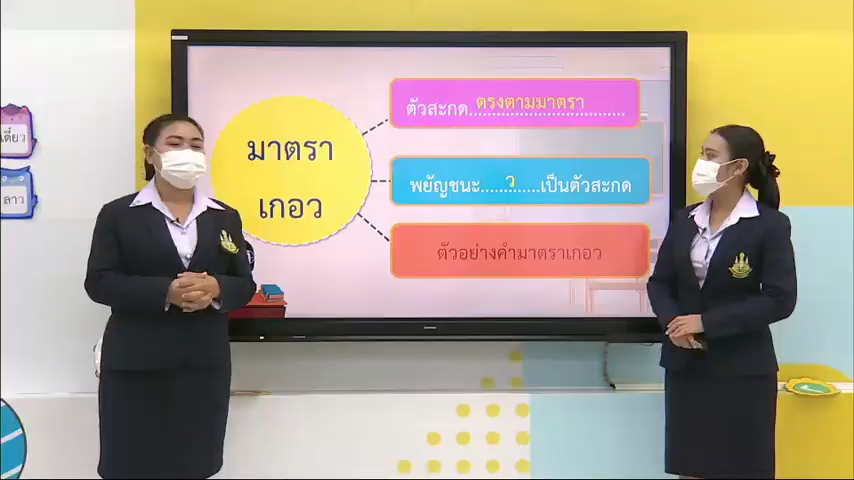 มาตรา
เกอว
ตัวสะกด..ตรงตามมาตรา..
พยัญชนะ.....ว.....เป็นตัวสะกด
ตัวอย่างคำมาตราเกอว
เดี๋ยว
ลาว